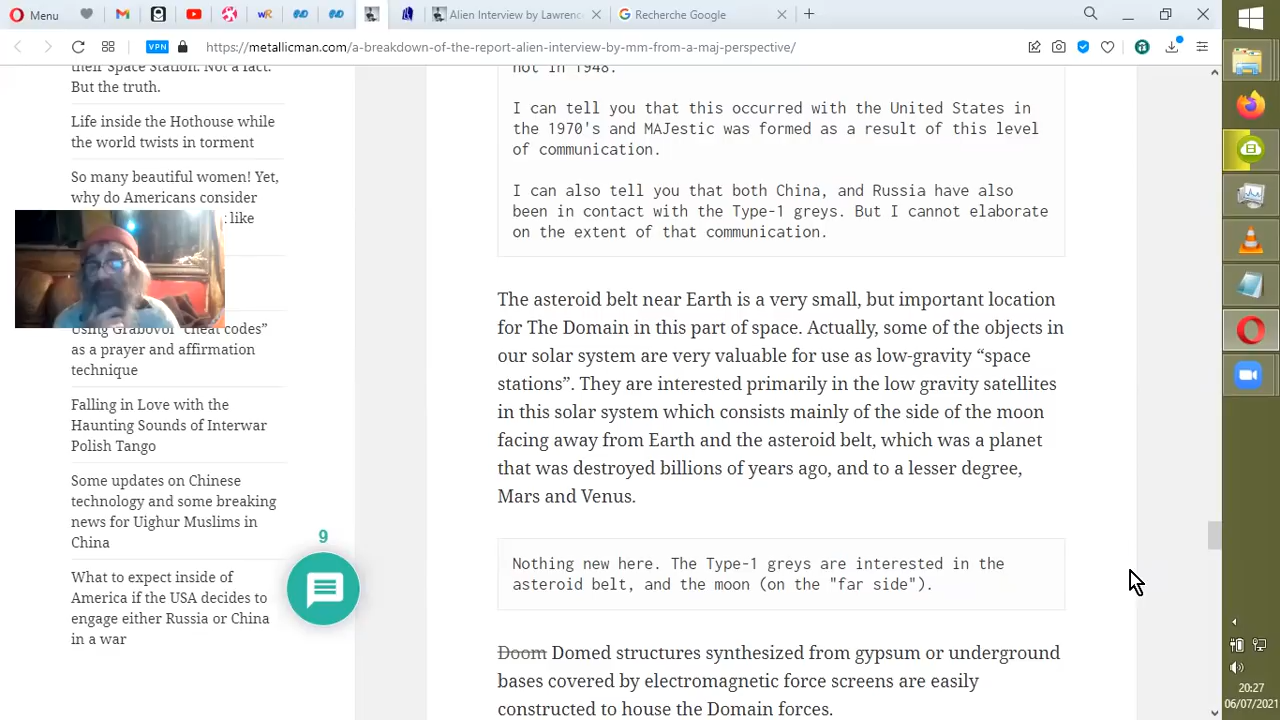 Menu
Alien Interview by Lawrenc
Recherche Google
VPN
https://metallicman.com/a-breakdown-of-the-report-alien-interview-by-mm-from-a-maj-perspective/
their Space Station. Not a fact.
But the truth.
Life inside the Hothouse while
the world twists in torment
So many beautiful women! Yet,
why do Americans consider
like
Using Grabovoi “cheat codes”
as a prayer and affirmation
technique
Falling in Love with the
Haunting Sounds of Interwar
Polish Tango
Some updates on Chinese
technology and some breaking
news for Uighur Muslims in
China
What to expect inside of
America if the USA decides to
engage either Russia or China
in a war
9
not in 1948.
I can tell you that this occurred with the United States in
the 1970's and MAJestic was formed as a result of this level
of communication.
I can also tell you that both China, and Russia have also
been in contact with the Type-1 greys. But I cannot elaborate
on the extent of that communication.
The asteroid belt near Earth is a very small, but important location
for The Domain in this part of space. Actually, some of the objects in
our solar system are very valuable for use as low-gravity “space
stations”. They are interested primarily in the low gravity satellites
in this solar system which consists mainly of the side of the moon
facing away from Earth and the asteroid belt, which was a planet
that was destroyed billions of years ago, and to a lesser degree,
Mars and Venus.
Nothing new here. The Type-1 greys are interested in the
asteroid belt, and the moon (on the "far side").
Doom Domed structures synthesized from gypsum or underground
bases covered by electromagnetic force screens are easily
constructed to house the Domain forces.
20:27
06/07/2021